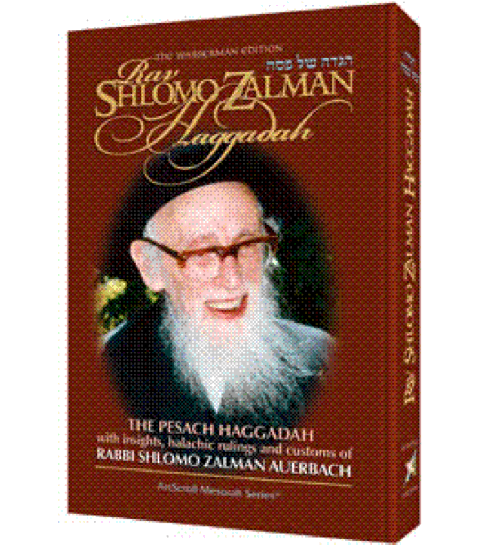 THE WASSERMAN EDITION
הגדה של פסח
Rav
SHLOMO ZALMAN
Haggadah
THE PESACH HAGGADAH
with insights, halachic rulings and customs of
RABBI SHLOMO ZALMAN AUERBACH
ArtScroll Mesorah Series®
Rav SHLOMO ZALMAN HAGGADAH